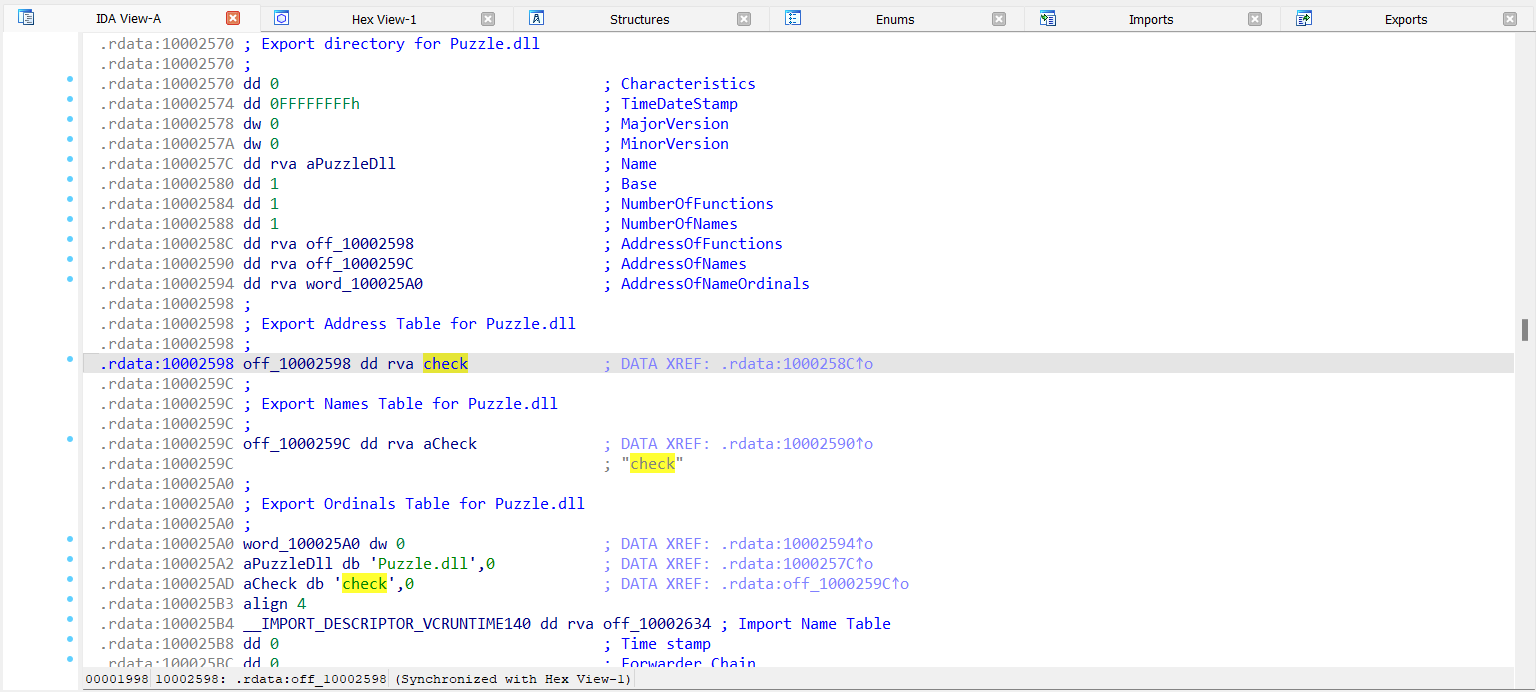 IDA View-A Hex View-1 Structures Enums Imports Exports
.rdata:10002570 ; Export directory for Puzzle.dll
.rdata:10002570 ;
.rdata:10002570 dd 0 ; Characteristics
.rdata:10002574 dd 0FFFFFFFFh ; TimeDateStamp
.rdata:10002578 dw 0 ; MajorVersion
.rdata:1000257A dw 0 ; MinorVersion
.rdata:1000257C dd rva aPuzzleDll ; Name
.rdata:10002580 dd 1 ; Base
.rdata:10002584 dd 1 ; NumberOfFunctions
.rdata:10002588 dd 1 ; NumberOfNames
.rdata:1000258C dd rva off_10002598 ; AddressOfFunctions
.rdata:10002590 dd rva off_1000259C ; AddressOfNames
.rdata:10002594 dd rva word_100025A0 ; AddressOfNameOrdinals
.rdata:10002598 ;
.rdata:10002598 ; Export Address Table for Puzzle.dll
.rdata:10002598 ;
.rdata:10002598 off_10002598 dd rva check ; DATA XREF: .rdata:1000258C↑o
.rdata:1000259C ;
.rdata:1000259C ; Export Names Table for Puzzle.dll
.rdata:1000259C ;
.rdata:1000259C off_1000259C dd rva aCheck ; DATA XREF: .rdata:10002590↑o
.rdata:1000259C ; "check"
.rdata:100025A0 ;
.rdata:100025A0 ; Export Ordinals Table for Puzzle.dll
.rdata:100025A0 ;
.rdata:100025A0 word_100025A0 dw 0 ; DATA XREF: .rdata:10002594↑o
.rdata:100025A2 aPuzzleDll db 'Puzzle.dll',0 ; DATA XREF: .rdata:1000257C↑o
.rdata:100025AD aCheck db 'check',0 ; DATA XREF: .rdata:off_1000259C↑o
.rdata:100025B3 align 4
.rdata:100025B4 __IMPORT_DESCRIPTOR_VCRUNTIME140 dd rva off_10002634 ; Import Name Table
.rdata:100025B8 dd 0 ; Time stamp
.rdata:100025BC dd 0 ; Forwarder Chain
00001998 10002598: .rdata:off_10002598 (Synchronized with Hex View-1)